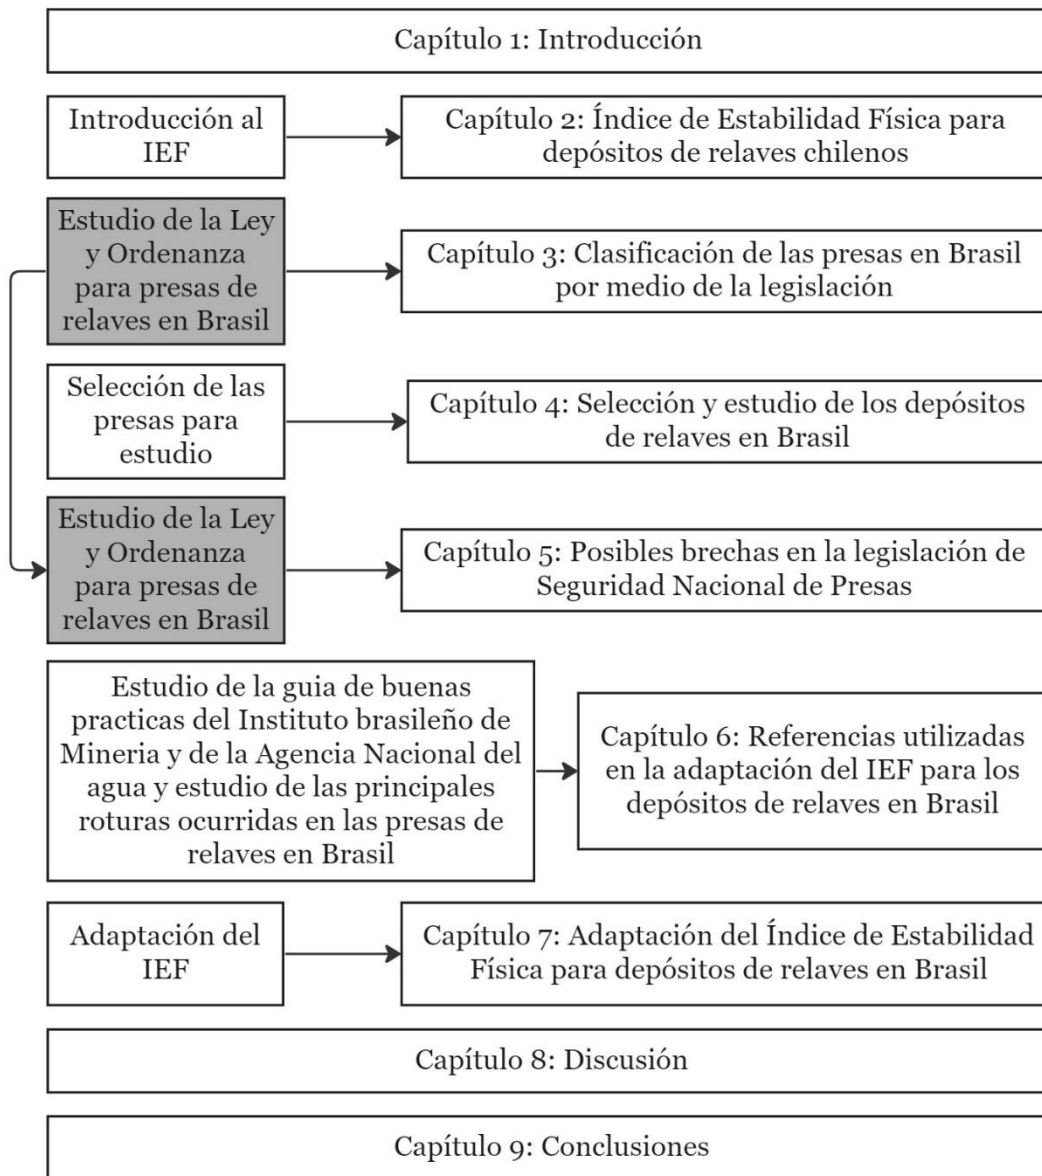 Capítulo 1: Introducción
Introducción al
IEF
Capítulo 2: Índice de Estabilidad Física para
depósitos de relaves chilenos
Estudio de la Ley
y Ordenanza
para presas de
relaves en Brasil
Capítulo 3: Clasificación de las presas en Brasil
por medio de la legislación
Selección de las
presas para
estudio
Capítulo 4: Selección y estudio de los depósitos
de relaves en Brasil
Estudio de la Ley
y Ordenanza
para presas de
relaves en Brasil
Capítulo 5: Posibles brechas en la legislación de
Seguridad Nacional de Presas
Estudio de la guia de buenas
practicas del Instituto brasileño de
Mineria y de la Agencia Nacional del
agua y estudio de las principales
roturas ocurridas en las presas de
relaves en Brasil
Capítulo 6: Referencias utilizadas
en la adaptación del IEF para los
depósitos de relaves en Brasil
Adaptación del
IEF
Capítulo 7: Adaptación del Índice de Estabilidad
Física para depósitos de relaves en Brasil
Capítulo 8: Discusión
Capítulo 9: Conclusiones